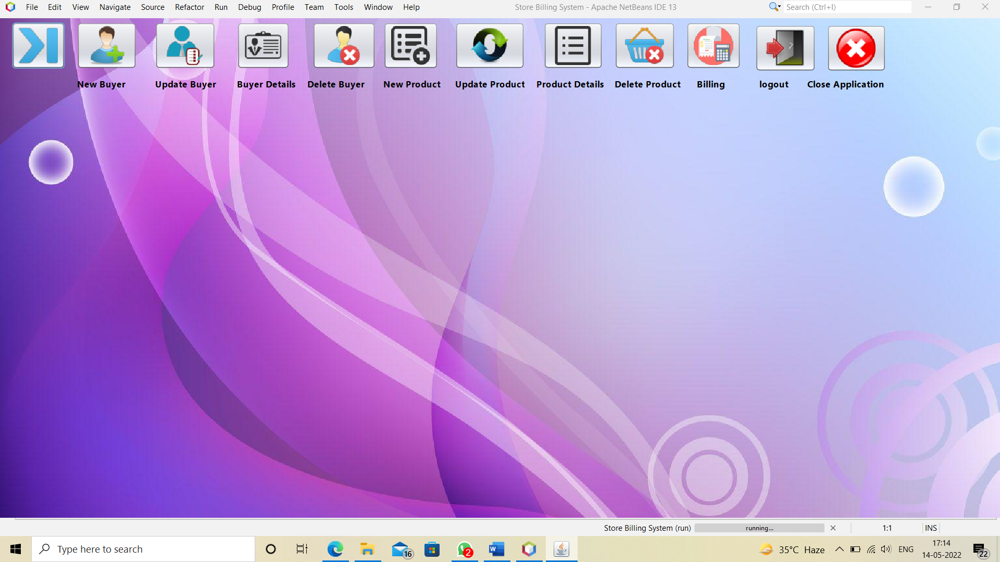 File Edit View Navigate Source Refactor Run Debug Profile Team Tools Window Help Store Billing System - Apache NetBeans IDE 13 Search (Ctrl+I)
New Buyer Update Buyer Buyer Details Delete Buyer New Product Update Product Product Details Delete Product Billing logout Close Application
Store Billing System (run) running... 1:1 INS
Type here to search 16 2 W 35°C Haze ENG 17:14
14-05-2022 22